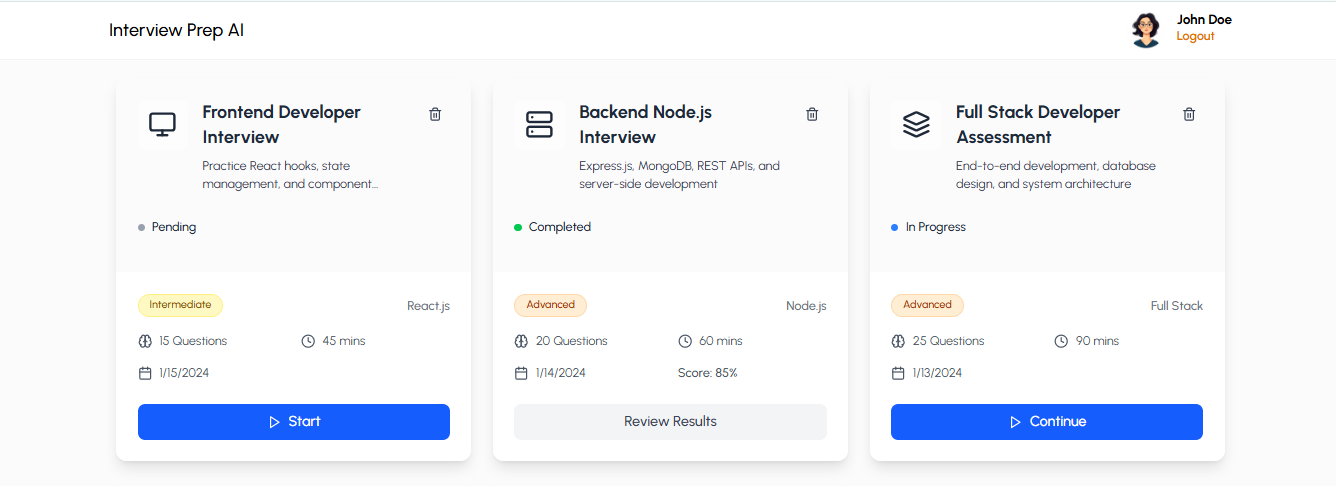 Interview Prep AI
John Doe
Logout
Frontend Developer
Interview
Practice React hooks, state
management, and component...
Pending
Intermediate
React.js
15 Questions
45 mins
1/15/2024
Start
Backend Node.js
Interview
Express.js, MongoDB, REST APIs, and
server-side development
Completed
Advanced
Node.js
20 Questions
60 mins
1/14/2024
Score: 85%
Review Results
Full Stack Developer
Assessment
End-to-end development, database
design, and system architecture
In Progress
Advanced
Full Stack
25 Questions
90 mins
1/13/2024
Continue